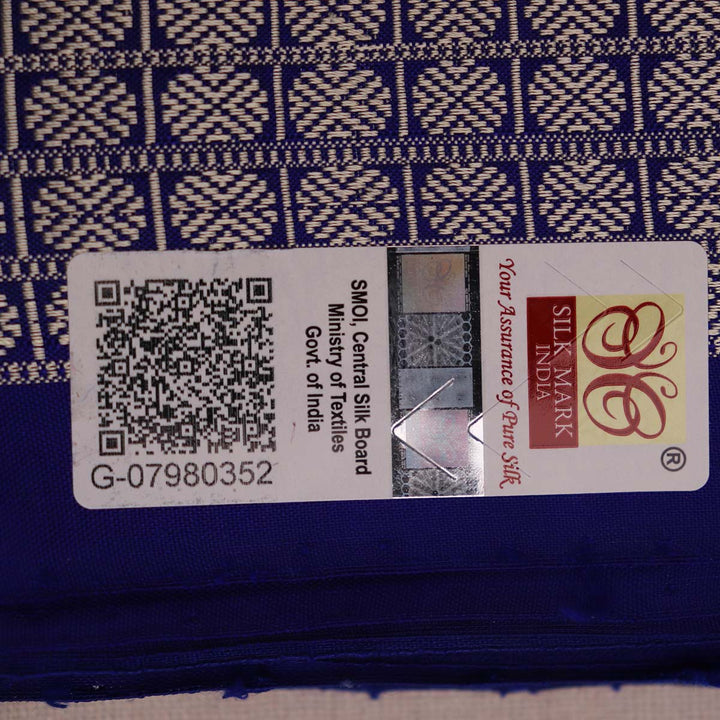 G-07980352
SMOI, Central Silk Board
Ministry of Textiles
Govt. of India
Your Assurance of Pure Silk
SILK MARK
INDIA
®